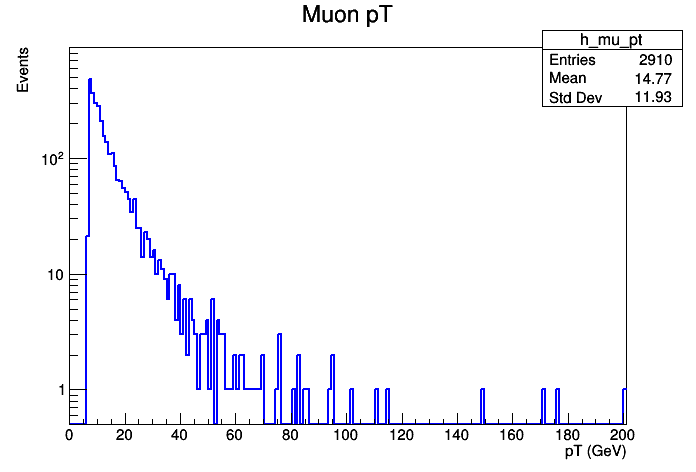 Muon pT
h_mu_pt
Entries 2910
Mean 14.77
Std Dev 11.93
Events
10²
10
1
0 20 40 60 80 100 120 140 160 180 200
pT (GeV)